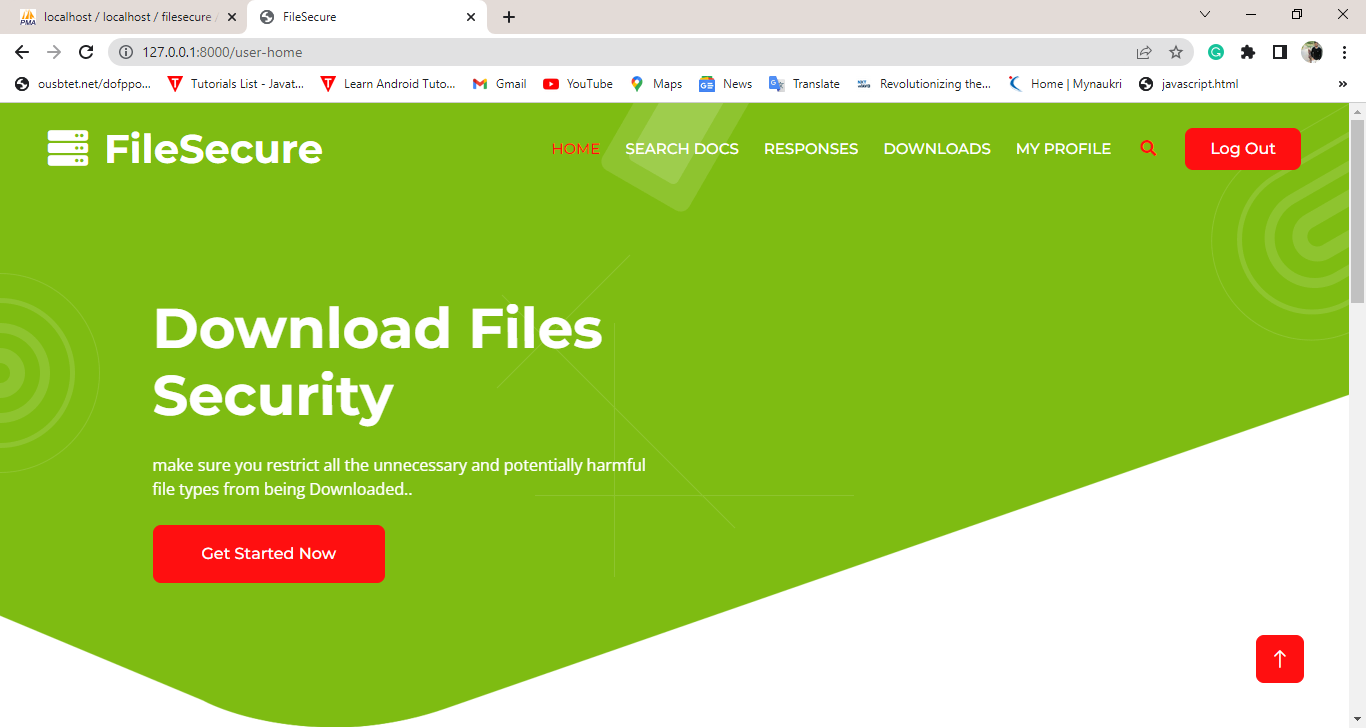 PMA
localhost / localhost / filesecure /
FileSecure
127.0.0.1:8000/user-home
ousbtet.net/dofppo...
Tutorials List - Javat...
Learn Android Tuto...
Gmail
YouTube
Maps
News
Translate
Revolutionizing the...
Home | Mynaukri
javascript.html
»
FileSecure
HOME
SEARCH DOCS
RESPONSES
DOWNLOADS
MY PROFILE
Log Out
Download Files
Security
make sure you restrict all the unnecessary and potentially harmful
file types from being Downloaded..
Get Started Now